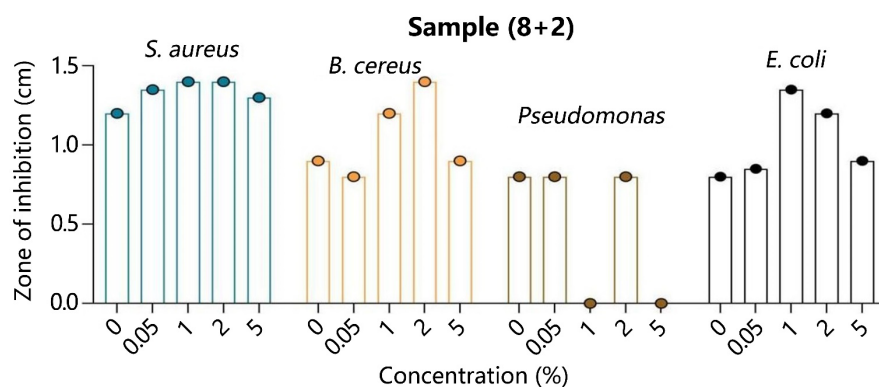 Sample (8+2)
S. aureus
B. cereus
Pseudomonas
E. coli
Zone of inhibition (cm)
1.5
1.0
0.5
0.0
0 0.05 1 2 5 0 0.05 1 2 5 0 0.05 1 2 5 0 0.05 1 2 5
Concentration (%)